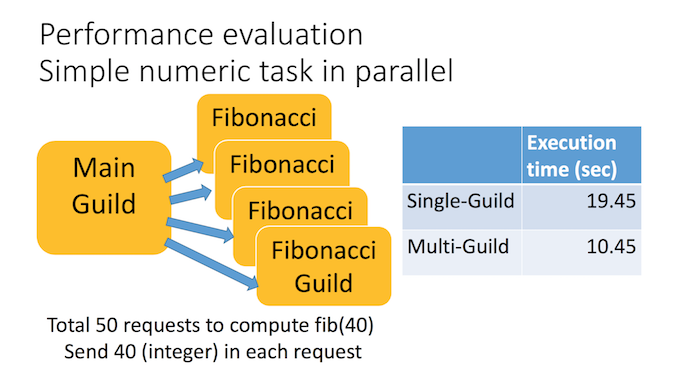 Performance evaluation
Simple numeric task in parallel
Main
Guild
Fibonacci
Fibonacci
Fibonacci
Fibonacci
Guild
Execution
time (sec)
Single-Guild 19.45
Multi-Guild 10.45
Total 50 requests to compute fib(40)
Send 40 (integer) in each request